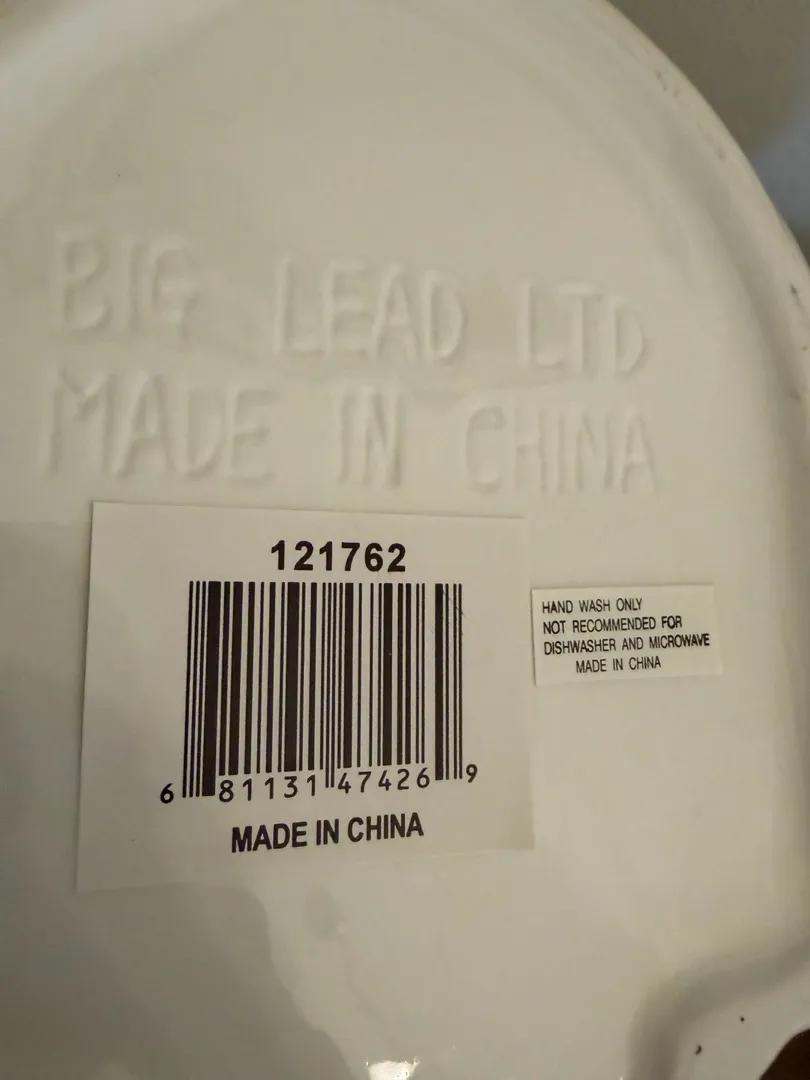 BIG LEAD LTD
MADE IN CHINA
121762
6 81131 47426 9
MADE IN CHINA
HAND WASH ONLY
NOT RECOMMENDED FOR
DISHWASHER AND MICROWAVE
MADE IN CHINA